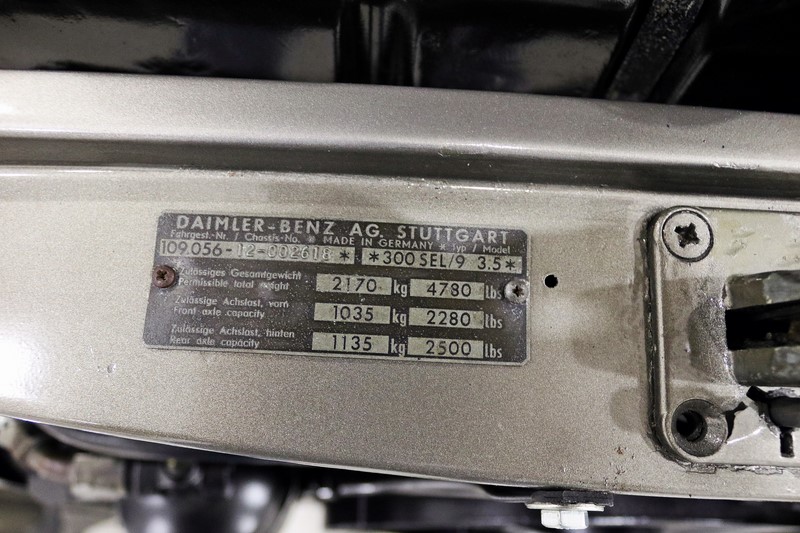 DAIMLER-BENZ AG. STUTTGART
Fahrgest.-Nr. / Chassis-No. * MADE IN GERMANY * Typ / Model
109.056-12-002618 * *300 SEL/9 3.5*
Zulässiges Gesamtgewicht
Permissible total weight 2170 kg 4780 lbs
Zulässige Achslast, vorn
Front axle capacity 1035 kg 2280 lbs
Zulässige Achslast, hinten
Rear axle capacity 1135 kg 2500 lbs